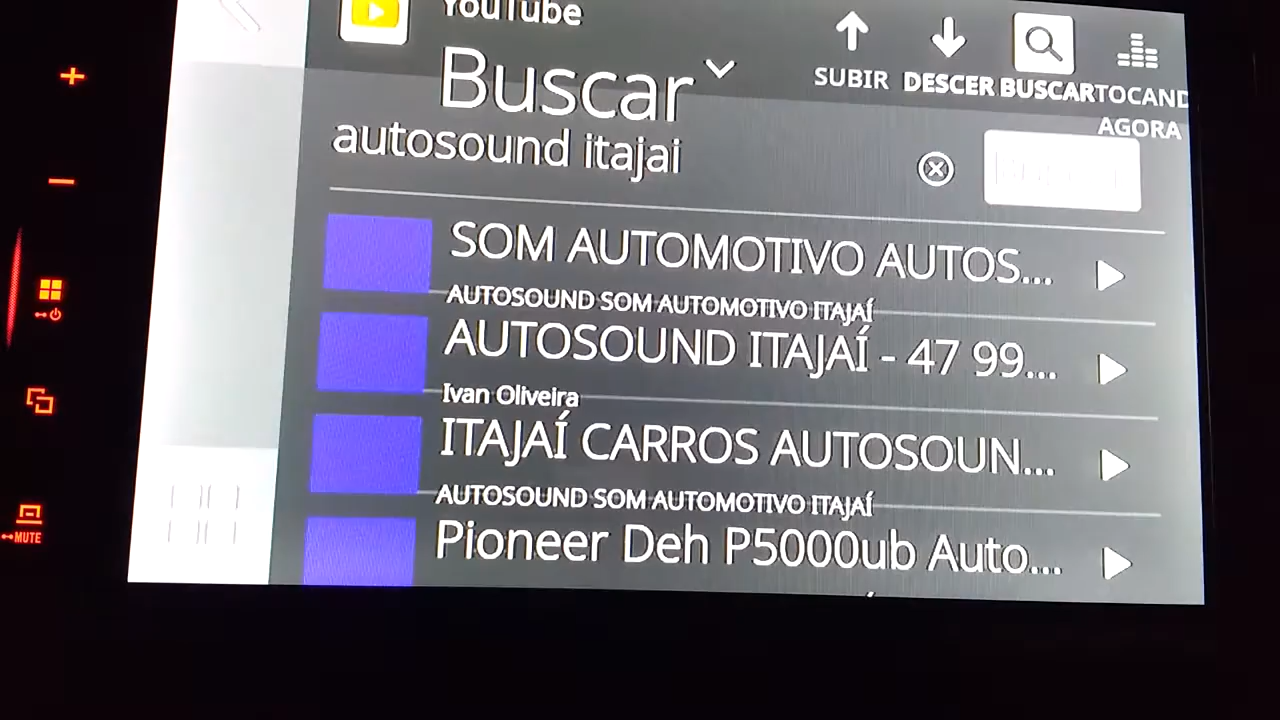 YouTube
Buscar
SUBIR
DESCER
BUSCAR
TOCAND
AGORA
autosound itajai
SOM AUTOMOTIVO AUTOS...
AUTOSOUND SOM AUTOMOTIVO ITAJAÍ
AUTOSOUND ITAJAÍ - 47 99...
Ivan Oliveira
ITAJAÍ CARROS AUTOSOUN...
AUTOSOUND SOM AUTOMOTIVO ITAJAÍ
Pioneer Deh P5000ub Auto...
MUTE